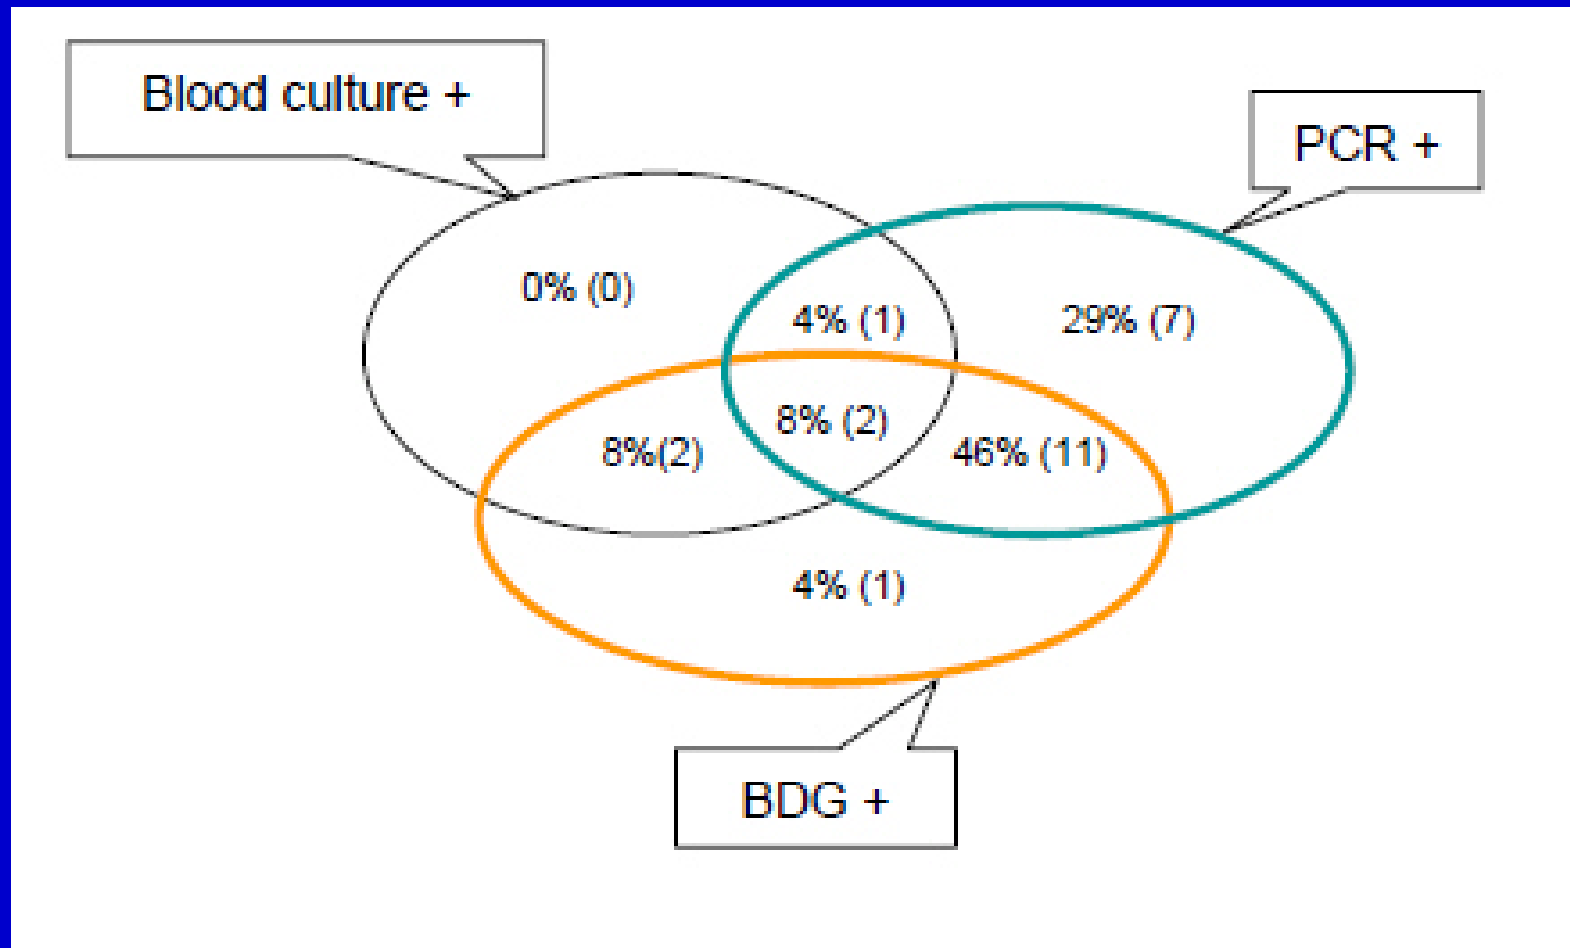 Blood culture +
PCR +
0% (0)
4% (1)
29% (7)
8% (2)
8%(2)
46% (11)
4% (1)
BDG +